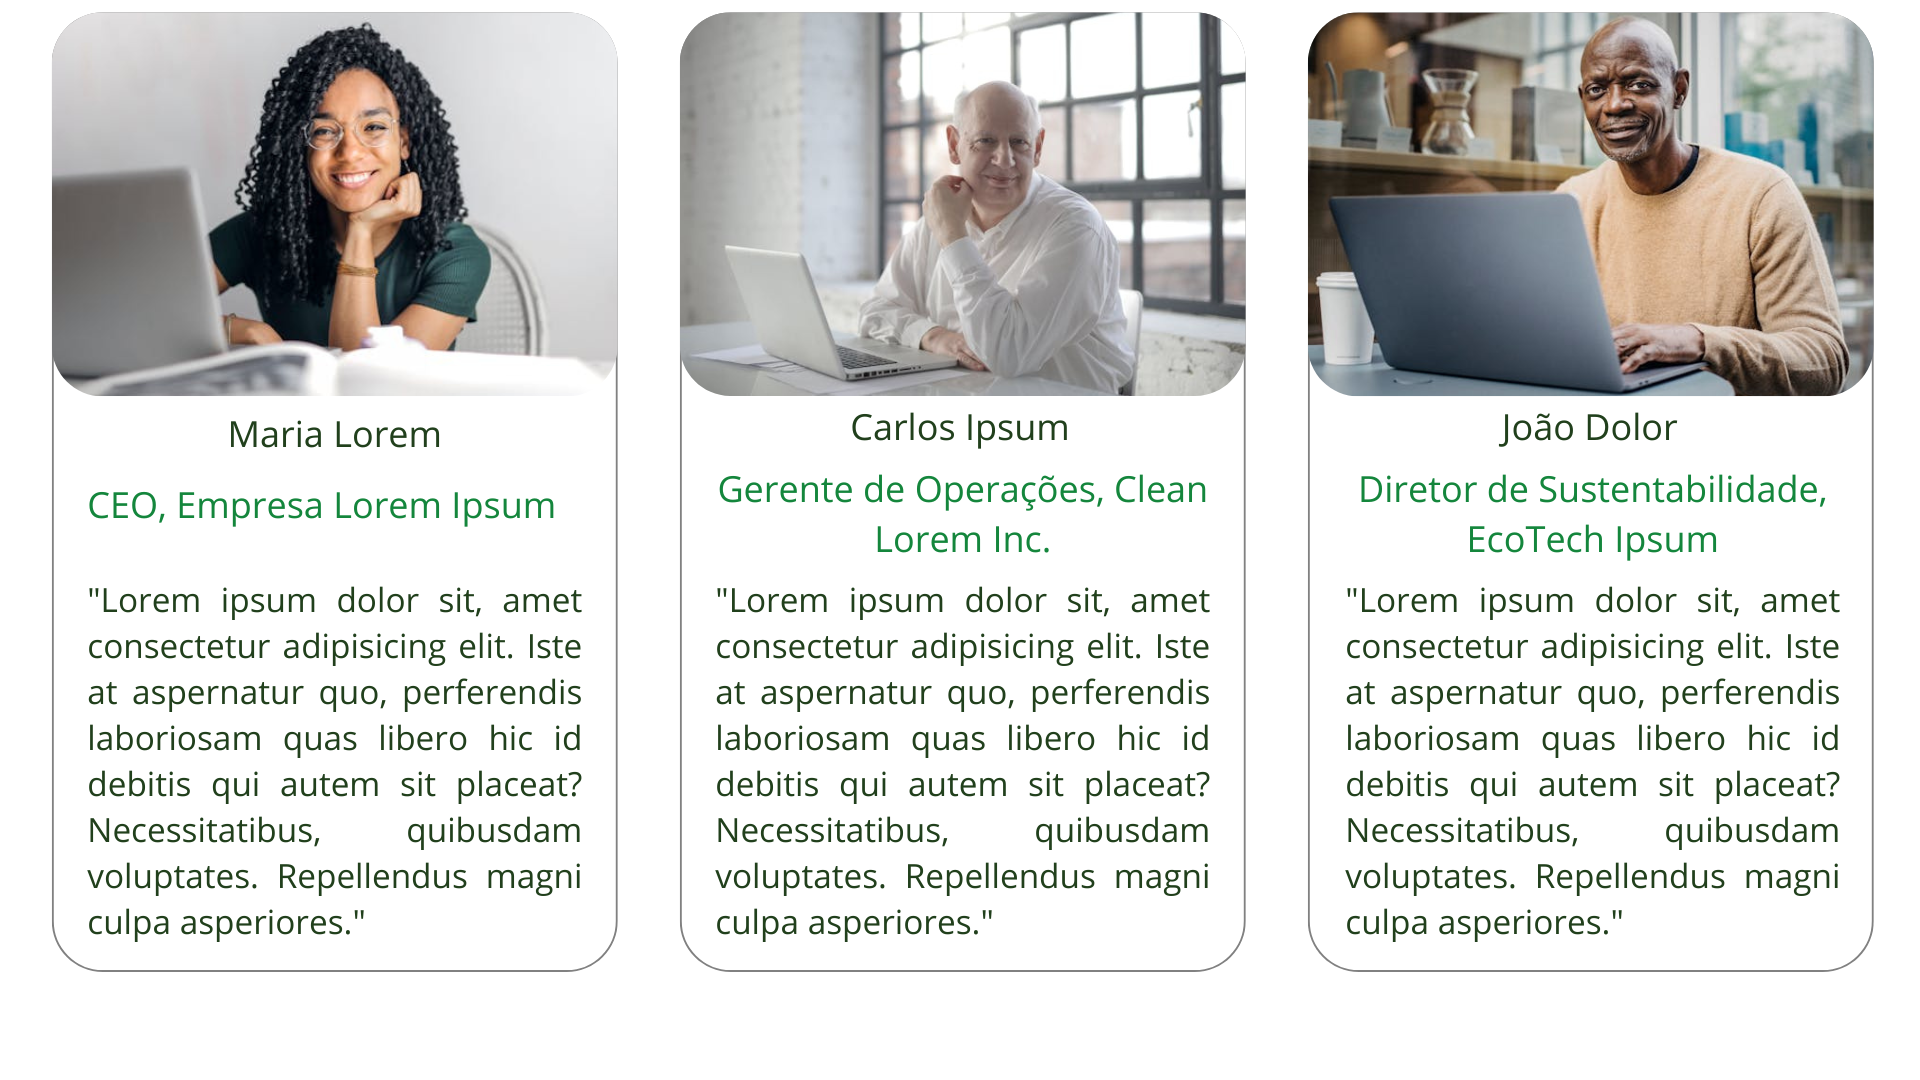 Maria Lorem
CEO, Empresa Lorem Ipsum
"Lorem ipsum dolor sit, amet
consectetur adipisicing elit. Iste
at aspernatur quo, perferendis
laboriosam quas libero hic id
debitis qui autem sit placeat?
Necessitatibus, quibusdam
voluptates. Repellendus magni
culpa asperiores."
Carlos Ipsum
Gerente de Operações, Clean
Lorem Inc.
"Lorem ipsum dolor sit, amet
consectetur adipisicing elit. Iste
at aspernatur quo, perferendis
laboriosam quas libero hic id
debitis qui autem sit placeat?
Necessitatibus, quibusdam
voluptates. Repellendus magni
culpa asperiores."
João Dolor
Diretor de Sustentabilidade,
EcoTech Ipsum
"Lorem ipsum dolor sit, amet
consectetur adipisicing elit. Iste
at aspernatur quo, perferendis
laboriosam quas libero hic id
debitis qui autem sit placeat?
Necessitatibus, quibusdam
voluptates. Repellendus magni
culpa asperiores."